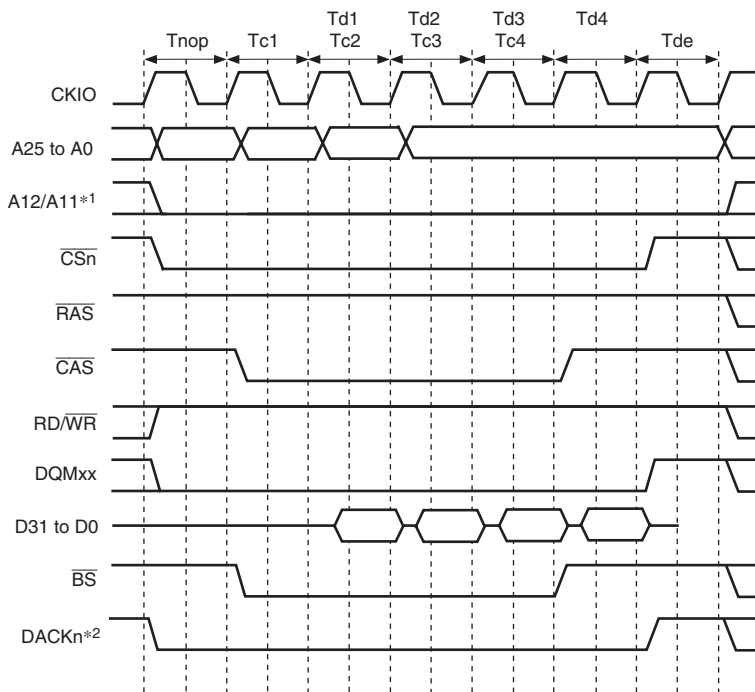 Td1 Td2 Td3 Td4
Tnop Tc1 Tc2 Tc3 Tc4 Tde
CKIO
A25 to A0
A12/A11*1
CSn
RAS
CAS
RD/WR
DQMxx
D31 to D0
BS
DACKn*2